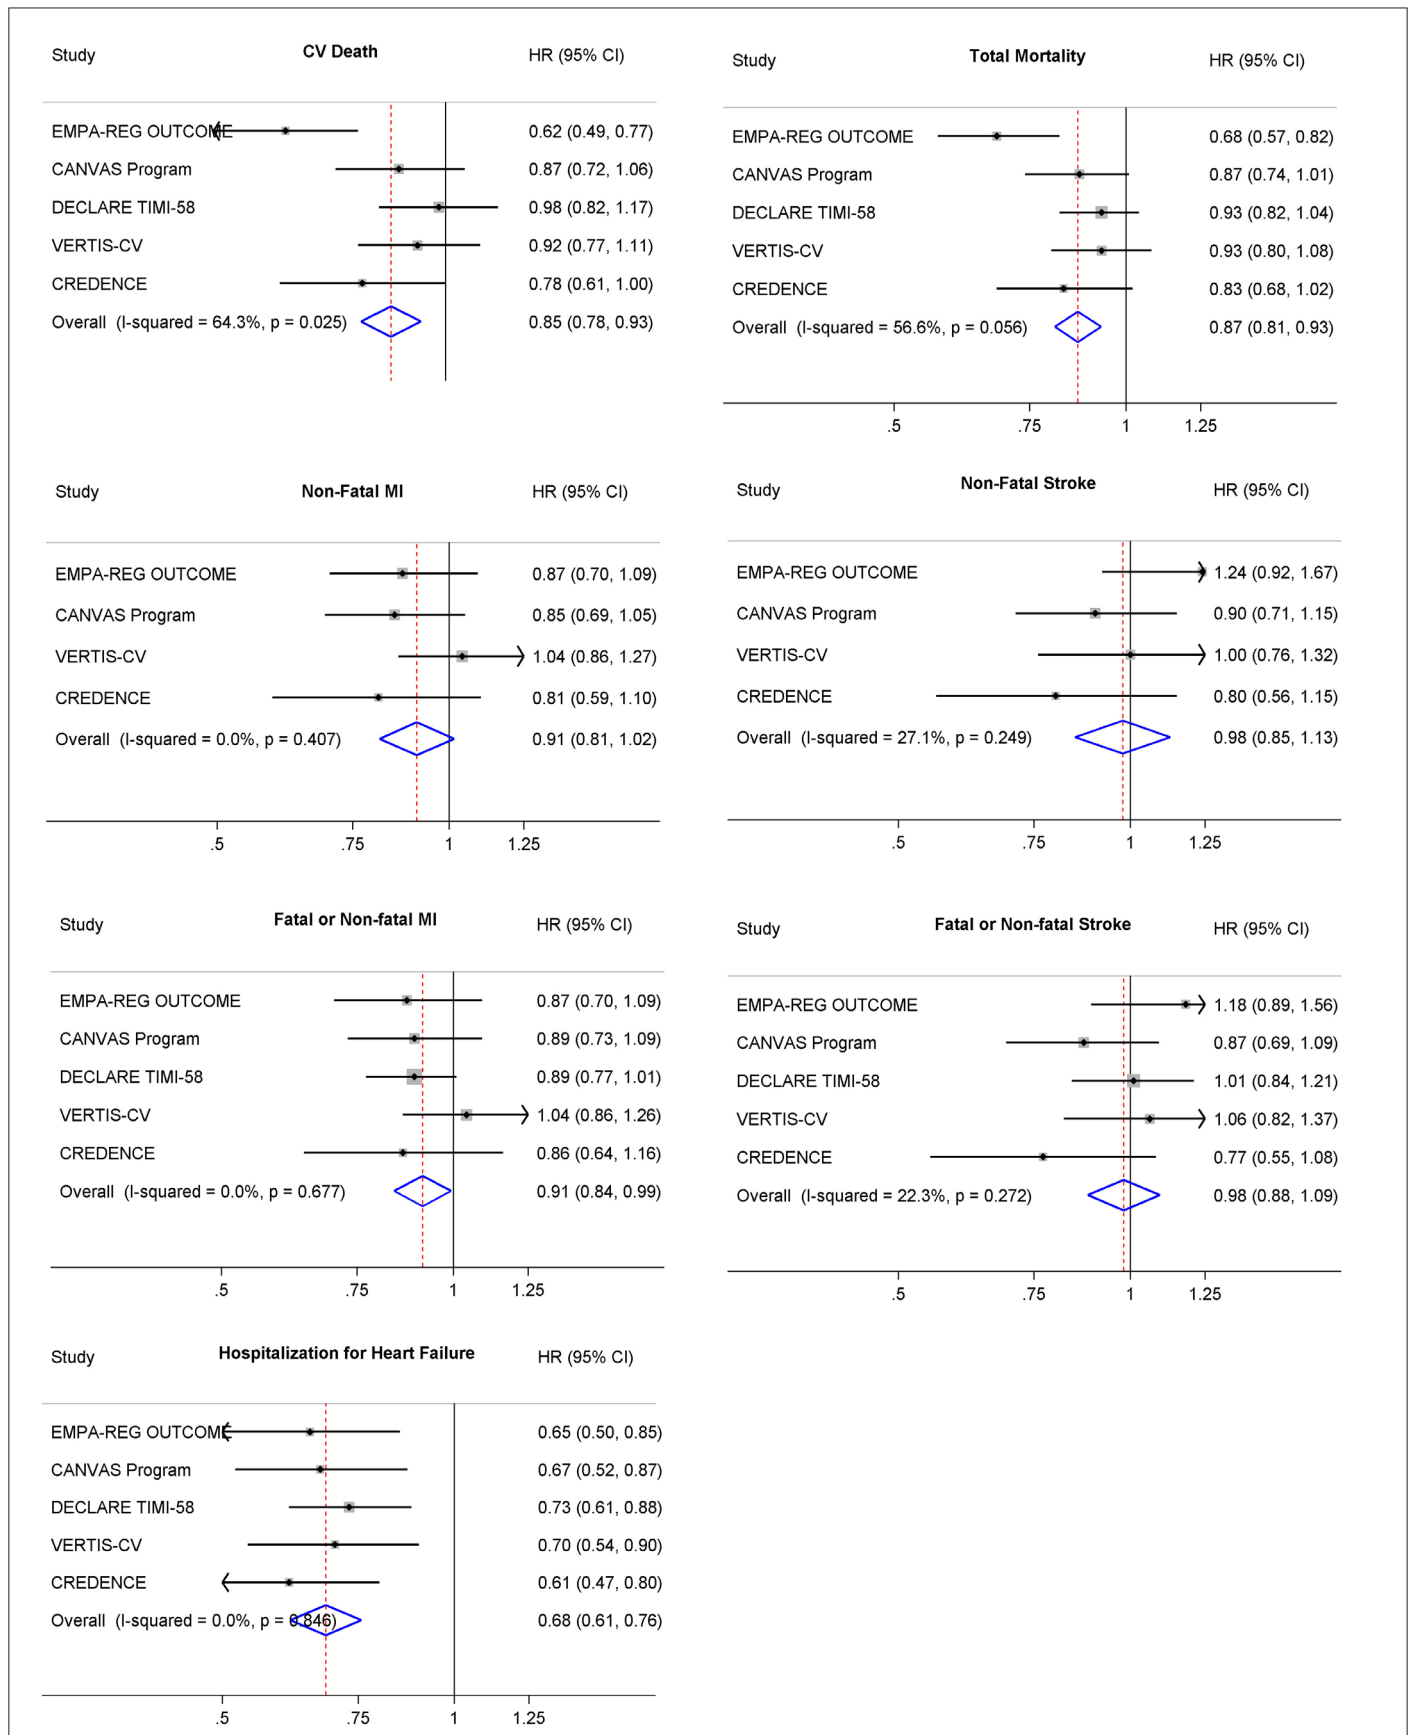 Study CV Death HR (95% CI)
EMPA-REG OUTCOME 0.62 (0.49, 0.77)
CANVAS Program 0.87 (0.72, 1.06)
DECLARE TIMI-58 0.98 (0.82, 1.17)
VERTIS-CV 0.92 (0.77, 1.11)
CREDENCE 0.78 (0.61, 1.00)
Overall (I-squared = 64.3%, p = 0.025) 0.85 (0.78, 0.93)
Study Total Mortality HR (95% CI)
EMPA-REG OUTCOME 0.68 (0.57, 0.82)
CANVAS Program 0.87 (0.74, 1.01)
DECLARE TIMI-58 0.93 (0.82, 1.04)
VERTIS-CV 0.93 (0.80, 1.08)
CREDENCE 0.83 (0.68, 1.02)
Overall (I-squared = 56.6%, p = 0.056) 0.87 (0.81, 0.93)
.5 .75 1 1.25
Study Non-Fatal MI HR (95% CI)
EMPA-REG OUTCOME 0.87 (0.70, 1.09)
CANVAS Program 0.85 (0.69, 1.05)
VERTIS-CV 1.04 (0.86, 1.27)
CREDENCE 0.81 (0.59, 1.10)
Overall (I-squared = 0.0%, p = 0.407) 0.91 (0.81, 1.02)
.5 .75 1 1.25
Study Non-Fatal Stroke HR (95% CI)
EMPA-REG OUTCOME 1.24 (0.92, 1.67)
CANVAS Program 0.90 (0.71, 1.15)
VERTIS-CV 1.00 (0.76, 1.32)
CREDENCE 0.80 (0.56, 1.15)
Overall (I-squared = 27.1%, p = 0.249) 0.98 (0.85, 1.13)
.5 .75 1 1.25
Study Fatal or Non-fatal MI HR (95% CI)
EMPA-REG OUTCOME 0.87 (0.70, 1.09)
CANVAS Program 0.89 (0.73, 1.09)
DECLARE TIMI-58 0.89 (0.77, 1.01)
VERTIS-CV 1.04 (0.86, 1.26)
CREDENCE 0.86 (0.64, 1.16)
Overall (I-squared = 0.0%, p = 0.677) 0.91 (0.84, 0.99)
.5 .75 1 1.25
Study Fatal or Non-fatal Stroke HR (95% CI)
EMPA-REG OUTCOME 1.18 (0.89, 1.56)
CANVAS Program 0.87 (0.69, 1.09)
DECLARE TIMI-58 1.01 (0.84, 1.21)
VERTIS-CV 1.06 (0.82, 1.37)
CREDENCE 0.77 (0.55, 1.08)
Overall (I-squared = 22.3%, p = 0.272) 0.98 (0.88, 1.09)
.5 .75 1 1.25
Study Hospitalization for Heart Failure HR (95% CI)
EMPA-REG OUTCOME 0.65 (0.50, 0.85)
CANVAS Program 0.67 (0.52, 0.87)
DECLARE TIMI-58 0.73 (0.61, 0.88)
VERTIS-CV 0.70 (0.54, 0.90)
CREDENCE 0.61 (0.47, 0.80)
Overall (I-squared = 0.0%, p = 0.846) 0.68 (0.61, 0.76)
.5 .75 1 1.25